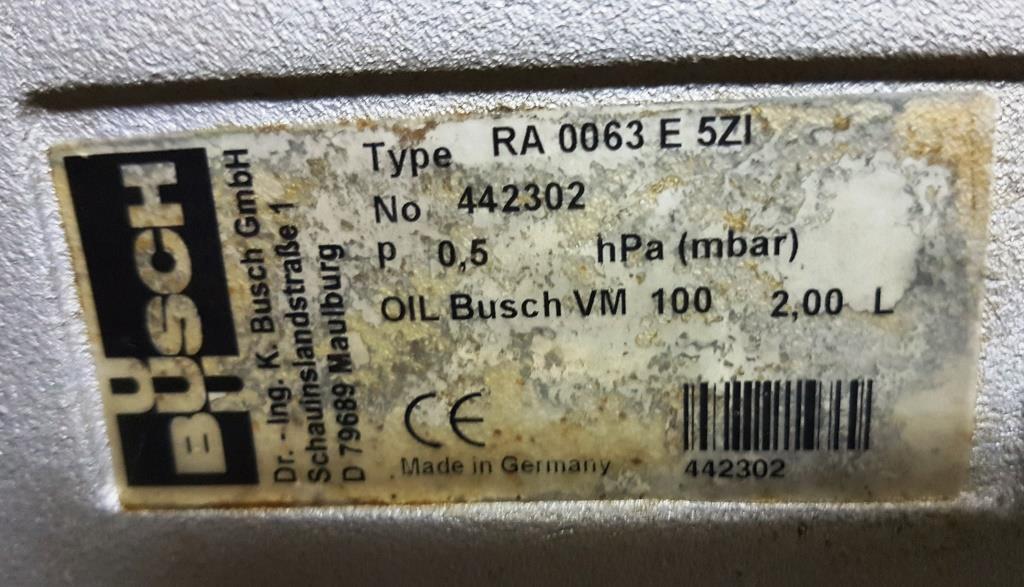 BUSCH
Dr. - Ing. K. Busch GmbH
Schauinslandstraße 1
D 79689 Maulburg
Type RA 0063 E 5ZI
No 442302
p 0,5 hPa (mbar)
OIL Busch VM 100 2,00 L
CE
Made in Germany
442302